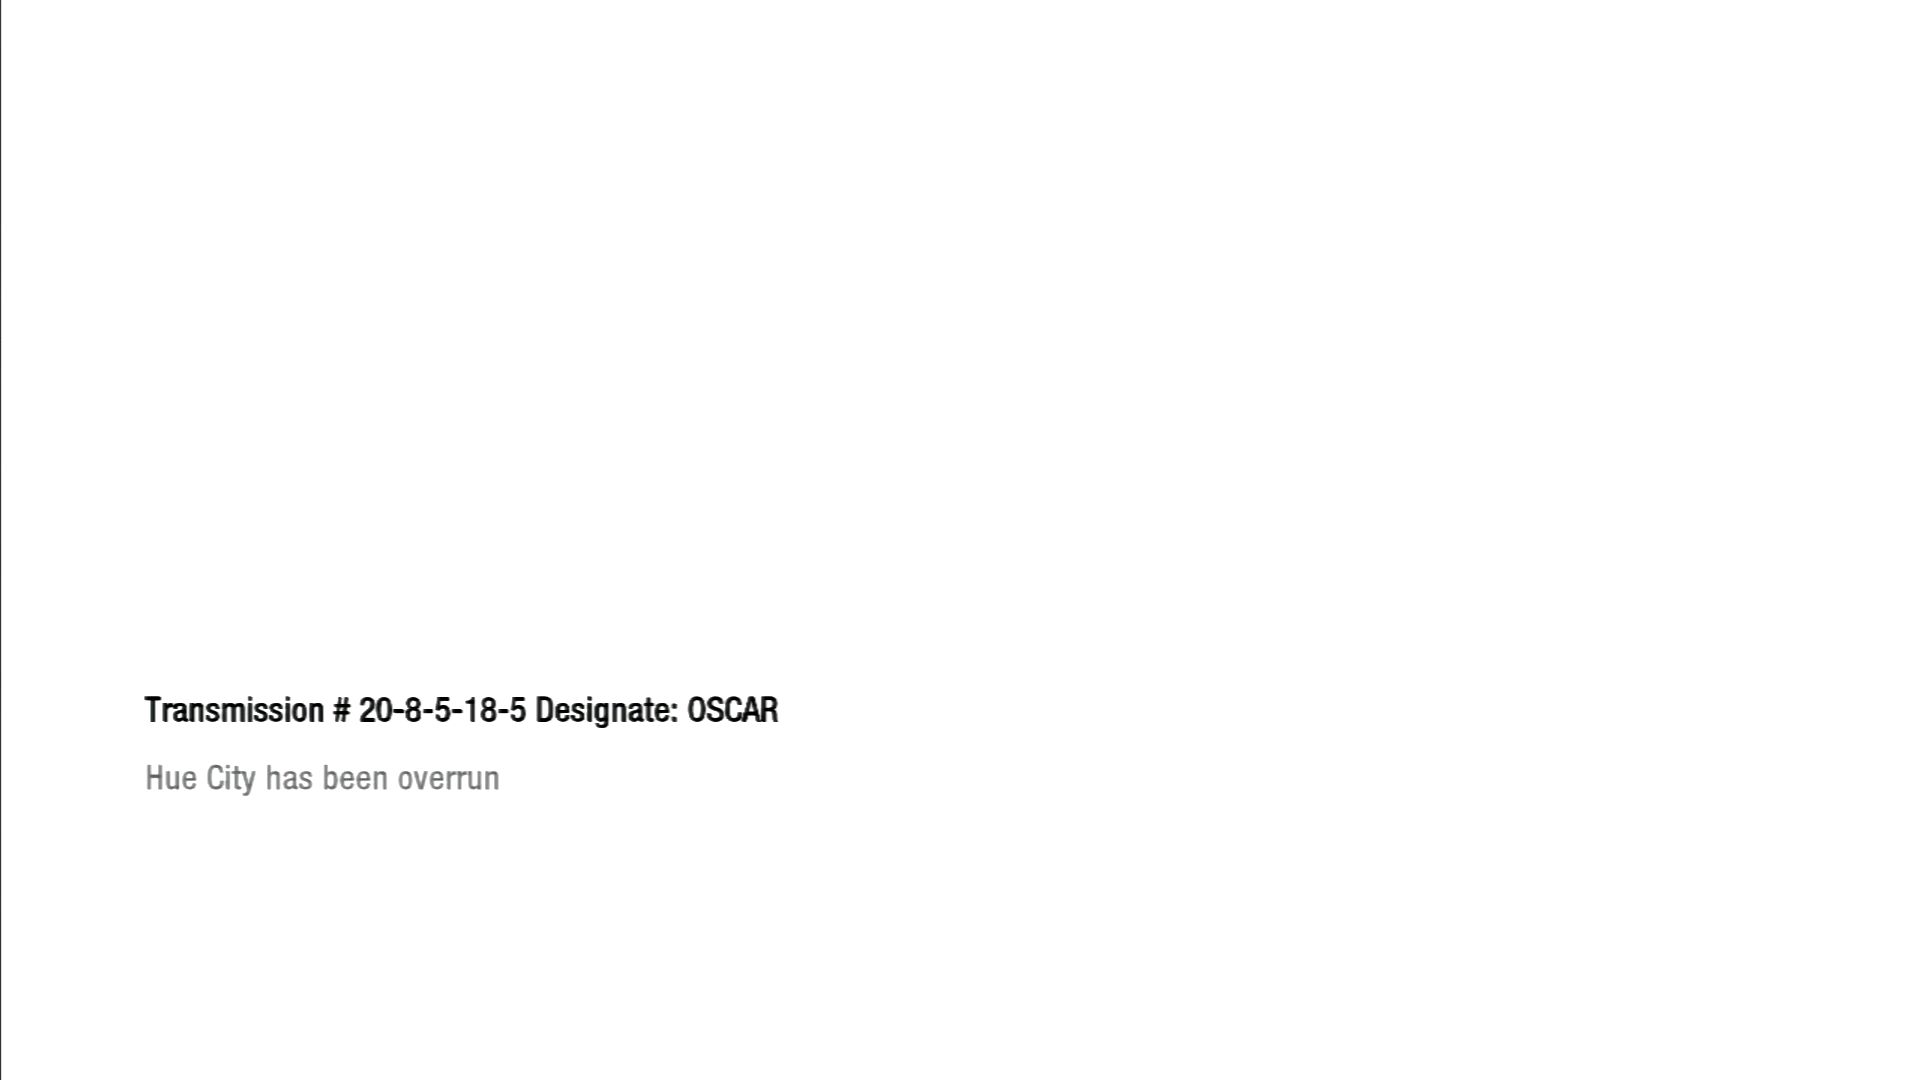 Transmission # 20-8-5-18-5 Designate: OSCAR
Hue City has been overrun